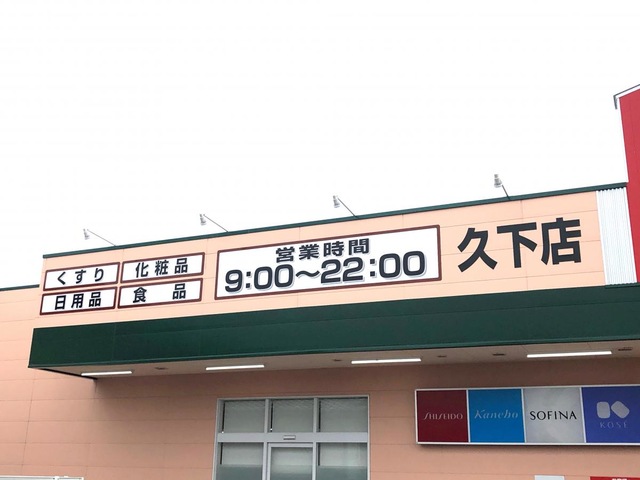 くすり
化粧品
日用品
食品
営業時間
9:00~22:00
久下店
SHISEIDO
Kanebo
SOFINA
KOSÉ